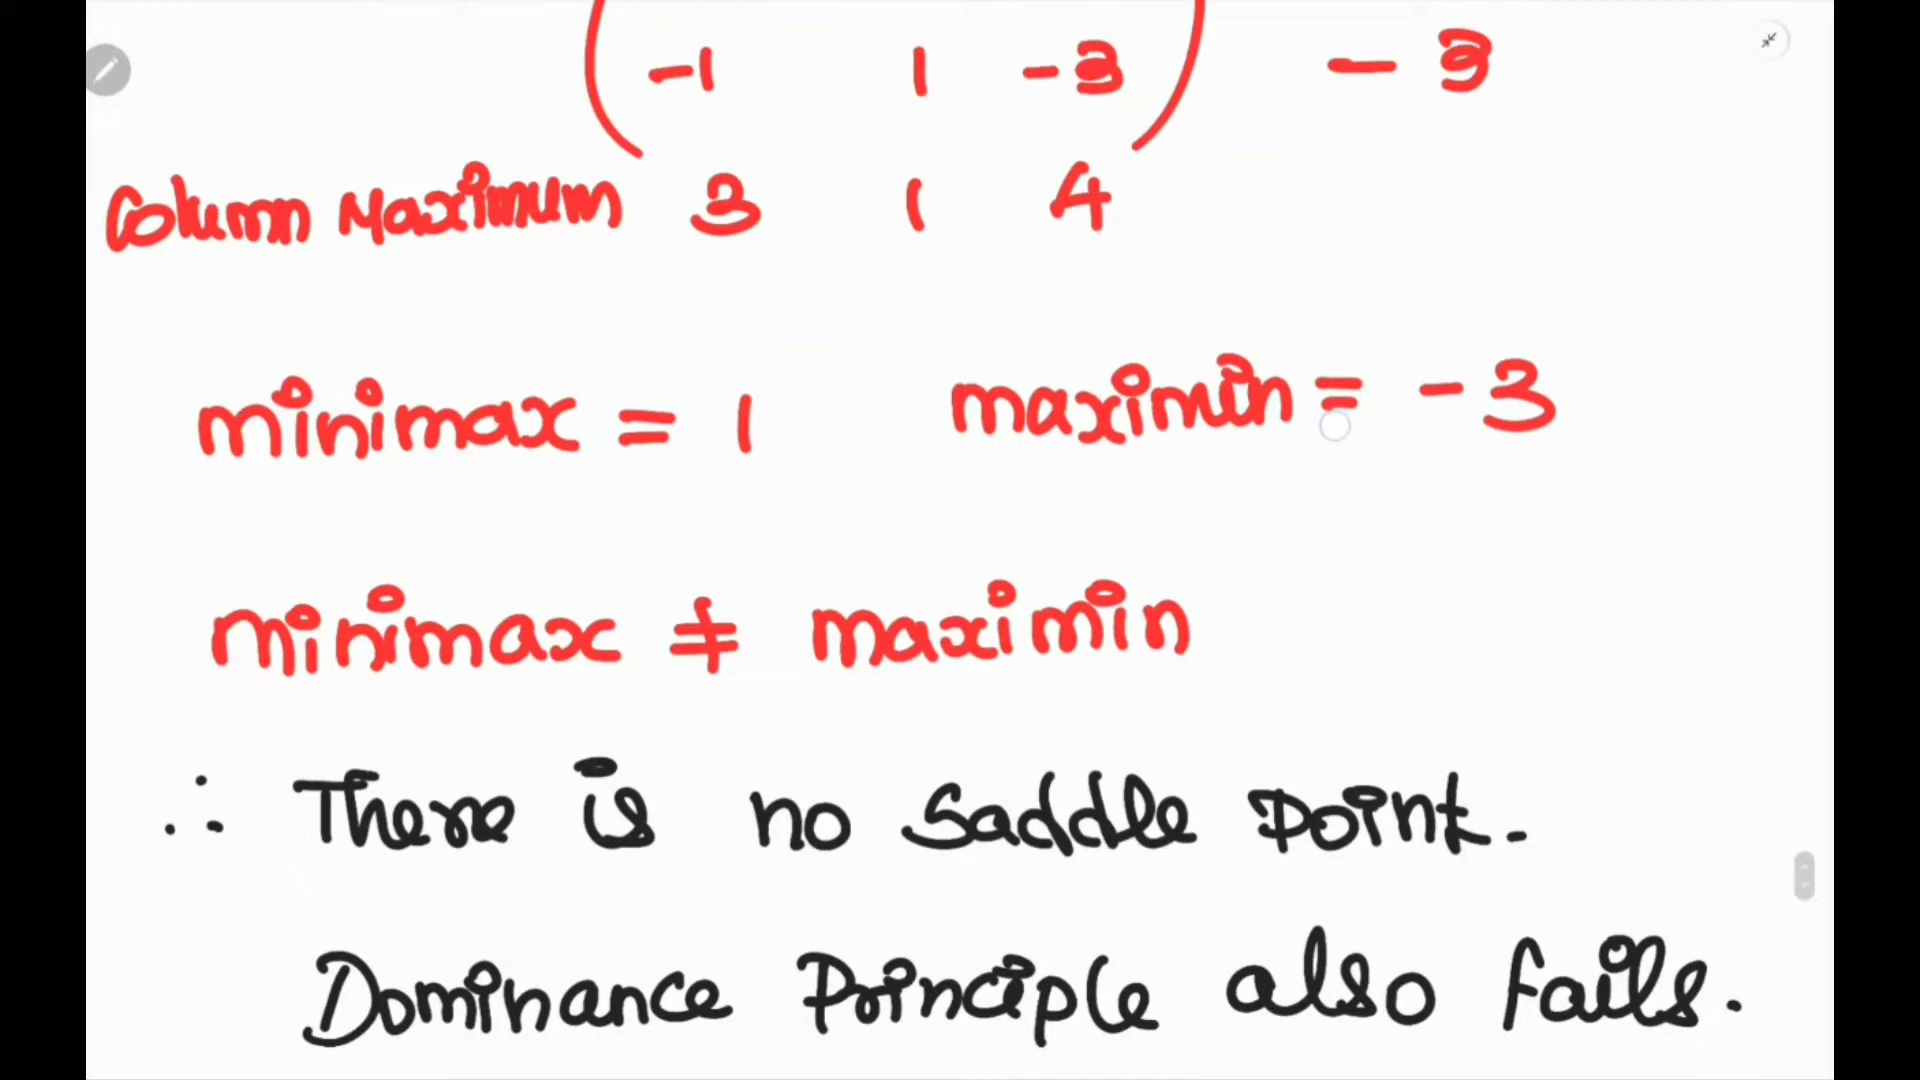 -1 1 -3 - 3
Column Maximum 3 1 4
minimax = 1 maximin = - 3
minimax ≠ maximin
∴ There is no saddle point.
Dominance Principle also fails.